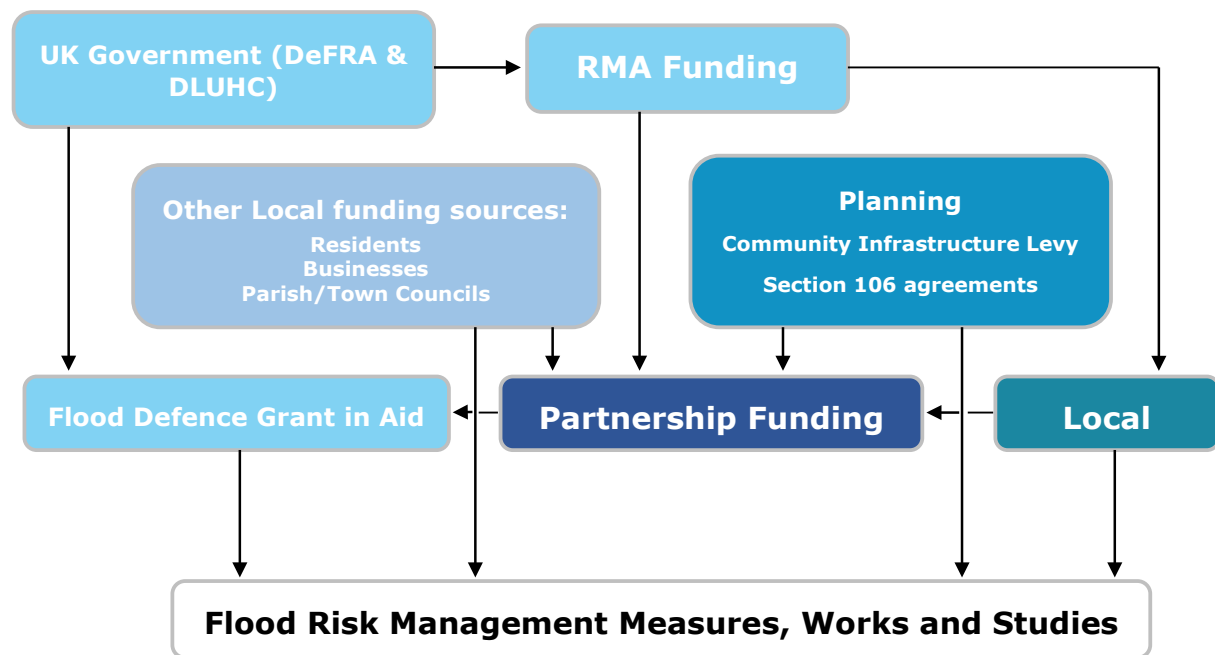 UK Government (DeFRA &
DLUHC)
RMA Funding
Other Local funding sources:
Residents
Businesses
Parish/Town Councils
Planning
Community Infrastructure Levy
Section 106 agreements
Flood Defence Grant in Aid
Partnership Funding
Local
Flood Risk Management Measures, Works and Studies